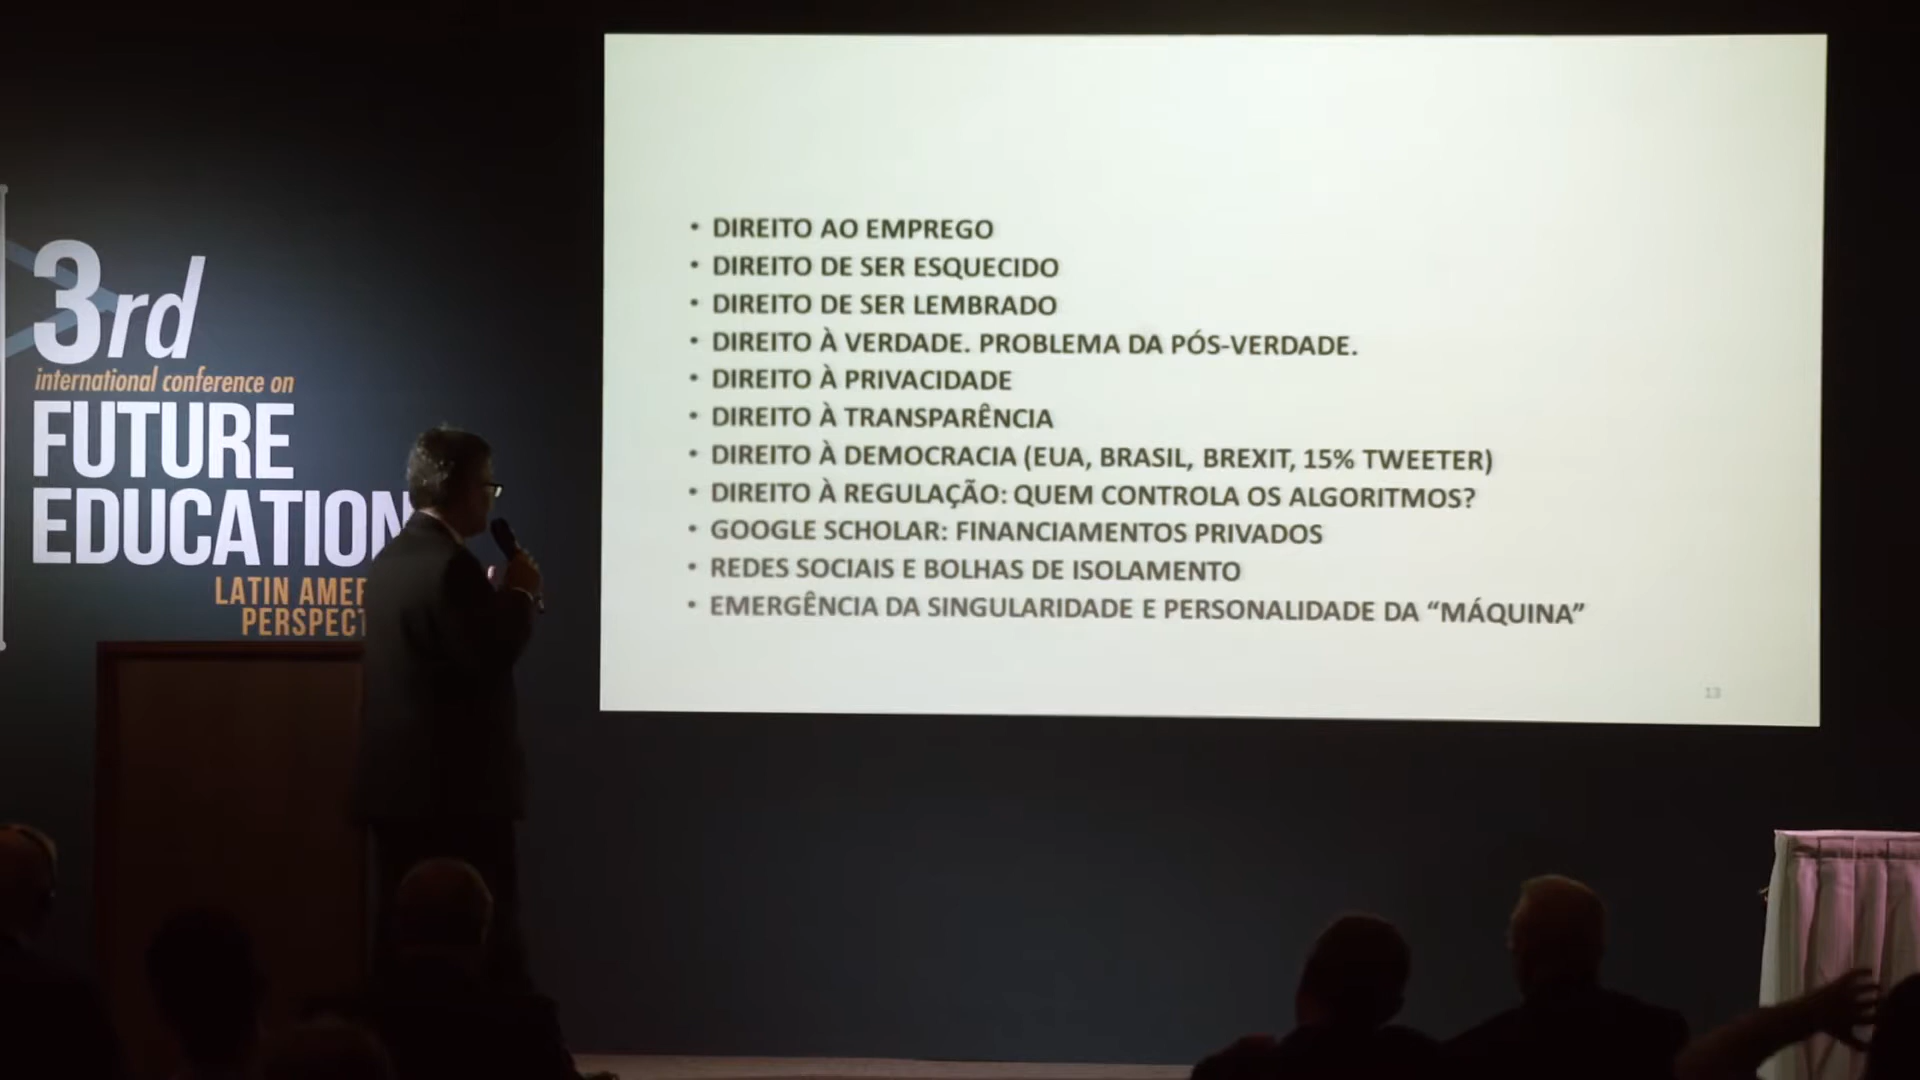 3rd
international conference on
FUTURE
EDUCATION
LATIN
• DIREITO AO EMPREGO
• DIREITO DE SER ESQUECIDO
• DIREITO DE SER LEMBRADO
• DIREITO À VERDADE. PROBLEMA DA PÓS-VERDADE.
• DIREITO À PRIVACIDADE
• DIREITO À TRANSPARÊNCIA
• DIREITO À DEMOCRACIA (EUA, BRASIL, BREXIT, 15% TWEETER)
• DIREITO À REGULAÇÃO: QUEM CONTROLA OS ALGORITMOS?
• GOOGLE SCHOLAR: FINANCIAMENTOS PRIVADOS
• REDES SOCIAIS E BOLHAS DE ISOLAMENTO
• EMERGÊNCIA DA SINGULARIDADE E PERSONALIDADE DA “MÁQUINA”
13